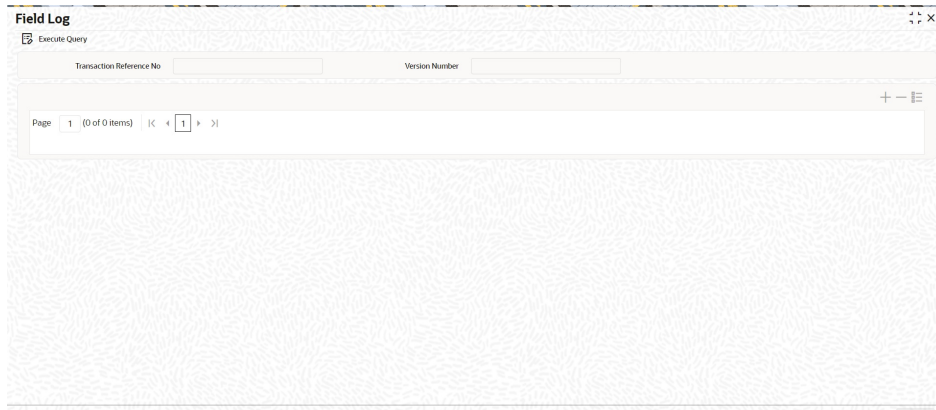 Field Log
Execute Query
Transaction Reference No Version Number
Page 1 (0 of 0 items) 1